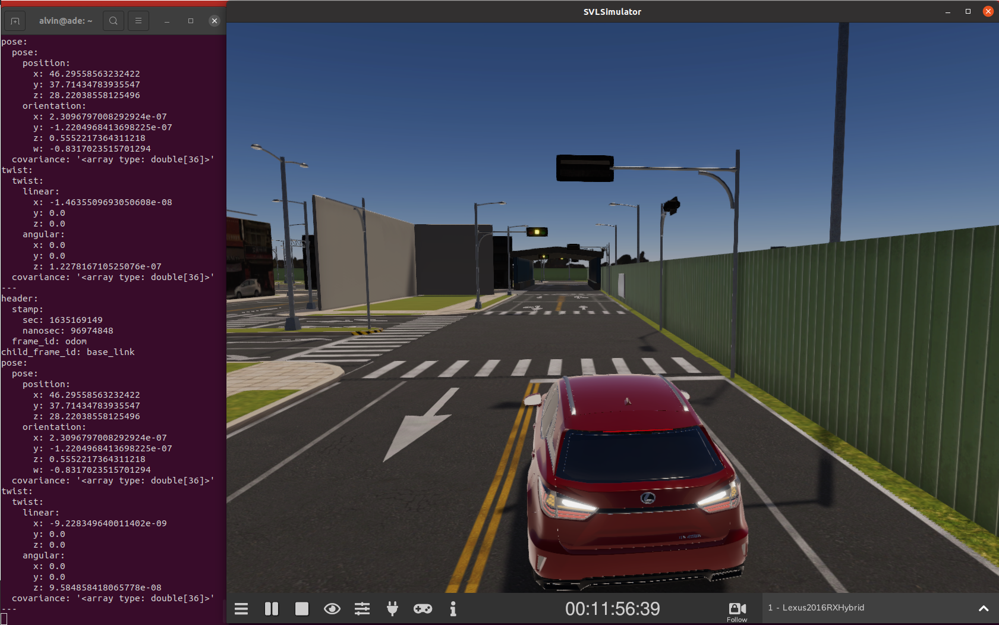 alvin@ade: ~
pose:
pose:
position:
x: 46.29558563232422
y: 37.71434783935547
z: 28.22038558125496
orientation:
x: 2.3096797008292924e-07
y: -1.2204968413698225e-07
z: 0.5552217364311218
w: -0.8317023515701294
covariance: '<array type: double[36]>'
twist:
twist:
linear:
x: -1.4635509693050608e-08
y: 0.0
z: 0.0
angular:
x: 0.0
y: 0.0
z: 1.227816710525076e-07
covariance: '<array type: double[36]>'
---
header:
stamp:
sec: 1635169149
nanosec: 96974848
frame_id: odom
child_frame_id: base_link
pose:
pose:
position:
x: 46.29558563232422
y: 37.71434783935547
z: 28.22038558125496
orientation:
x: 2.3096797008292924e-07
y: -1.2204968413698225e-07
z: 0.5552217364311218
w: -0.8317023515701294
covariance: '<array type: double[36]>'
twist:
twist:
linear:
x: -9.228349640011402e-09
y: 0.0
z: 0.0
angular:
x: 0.0
y: 0.0
z: 9.584858418065778e-08
covariance: '<array type: double[36]>'
---
SVLSimulator
00:11:56:39
Follow
1 - Lexus2016RXHybrid